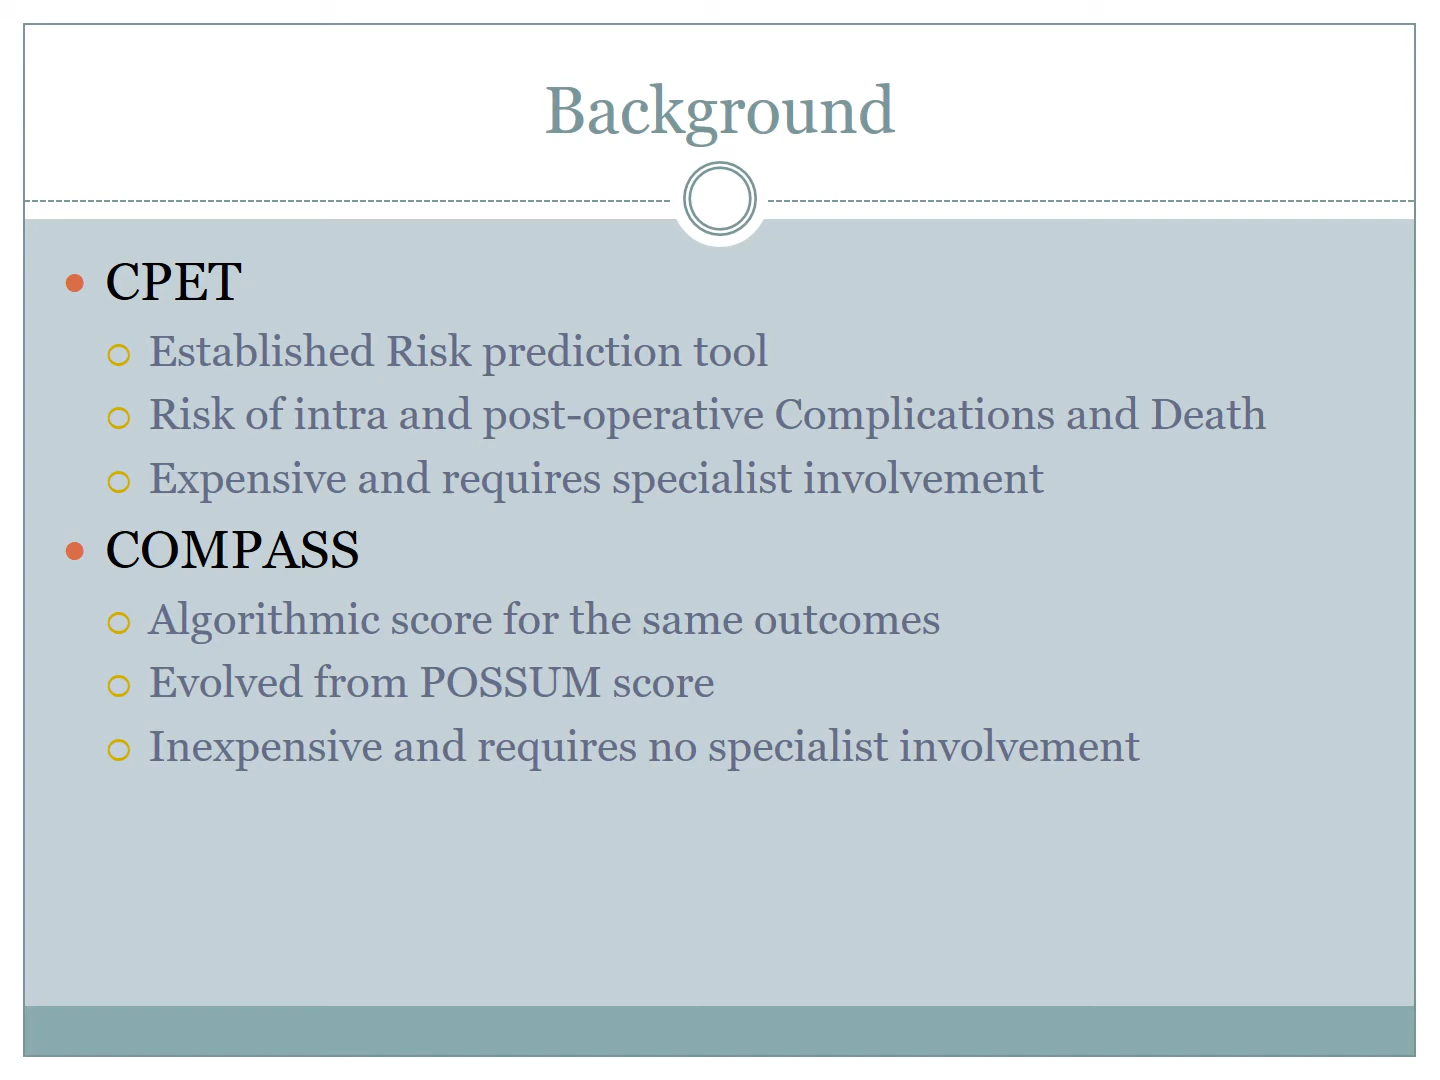 Background
CPET
Established Risk prediction tool
Risk of intra and post-operative Complications and Death
Expensive and requires specialist involvement
COMPASS
Algorithmic score for the same outcomes
Evolved from POSSUM score
Inexpensive and requires no specialist involvement